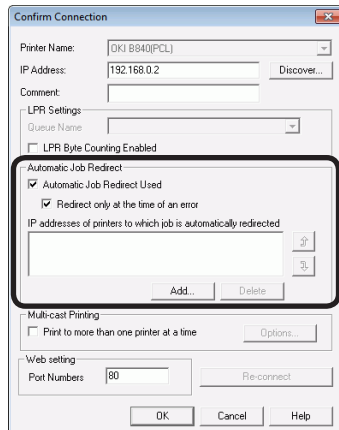 Confirm Connection
Printer Name: OKI B840(PCL)
IP Address: 192.168.0.2 Discover...
Comment:
LPR Settings
Queue Name
LPR Byte Counting Enabled
Automatic Job Redirect
Automatic Job Redirect Used
Redirect only at the time of an error
IP addresses of printers to which job is automatically redirected
Add... Delete
Multi-cast Printing
Print to more than one printer at a time Options...
Web setting
Port Numbers 80 Re-connect
OK Cancel Help